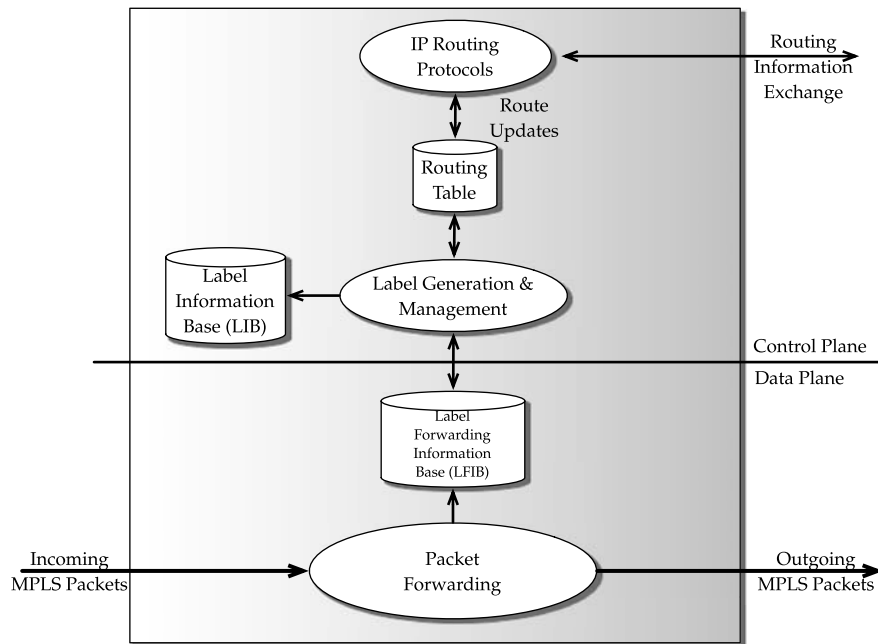 IP Routing
Protocols
Routing
Information
Exchange
Route
Updates
Routing
Table
Label
Information
Base (LIB)
Label Generation &
Management
Control Plane
Data Plane
Label
Forwarding
Information
Base (LFIB)
Incoming
MPLS Packets
Packet
Forwarding
Outgoing
MPLS Packets